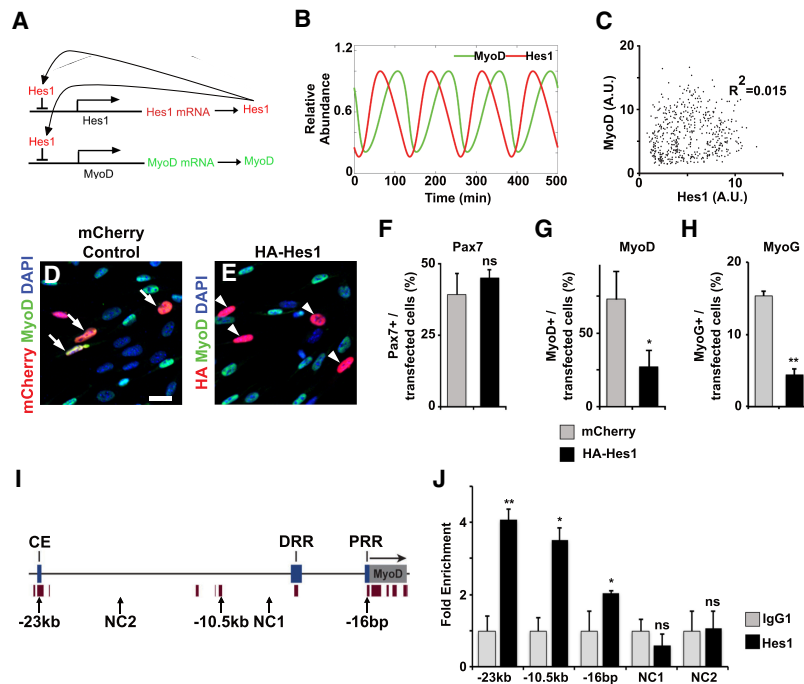 A
Hes1
Hes1
Hes1 mRNA
Hes1
Hes1
MyoD mRNA
MyoD
MyoD
B
1.2
0.6
0
Relative
Abundance
MyoD
Hes1
0
100
200
300
400
500
Time (min)
C
20
10
0
MyoD (A.U.)
R2=0.015
0
10
Hes1 (A.U.)
mCherry
Control
D
mCherry MyoD DAPI
HA-Hes1
E
HA MyoD DAPI
F
Pax7
50
25
0
Pax7+ /
transfected cells (%)
ns
G
MyoD
50
0
MyoD+ /
transfected cells (%)
*
H
MyoG
20
10
0
MyoG+ /
transfected cells (%)
**
mCherry
HA-Hes1
I
CE
DRR
PRR
MyoD
-23kb
NC2
-10.5kb
NC1
-16bp
J
Fold Enrichment
4
2
0
**
*
*
ns
ns
-23kb
-10.5kb
-16bp
NC1
NC2
IgG1
Hes1